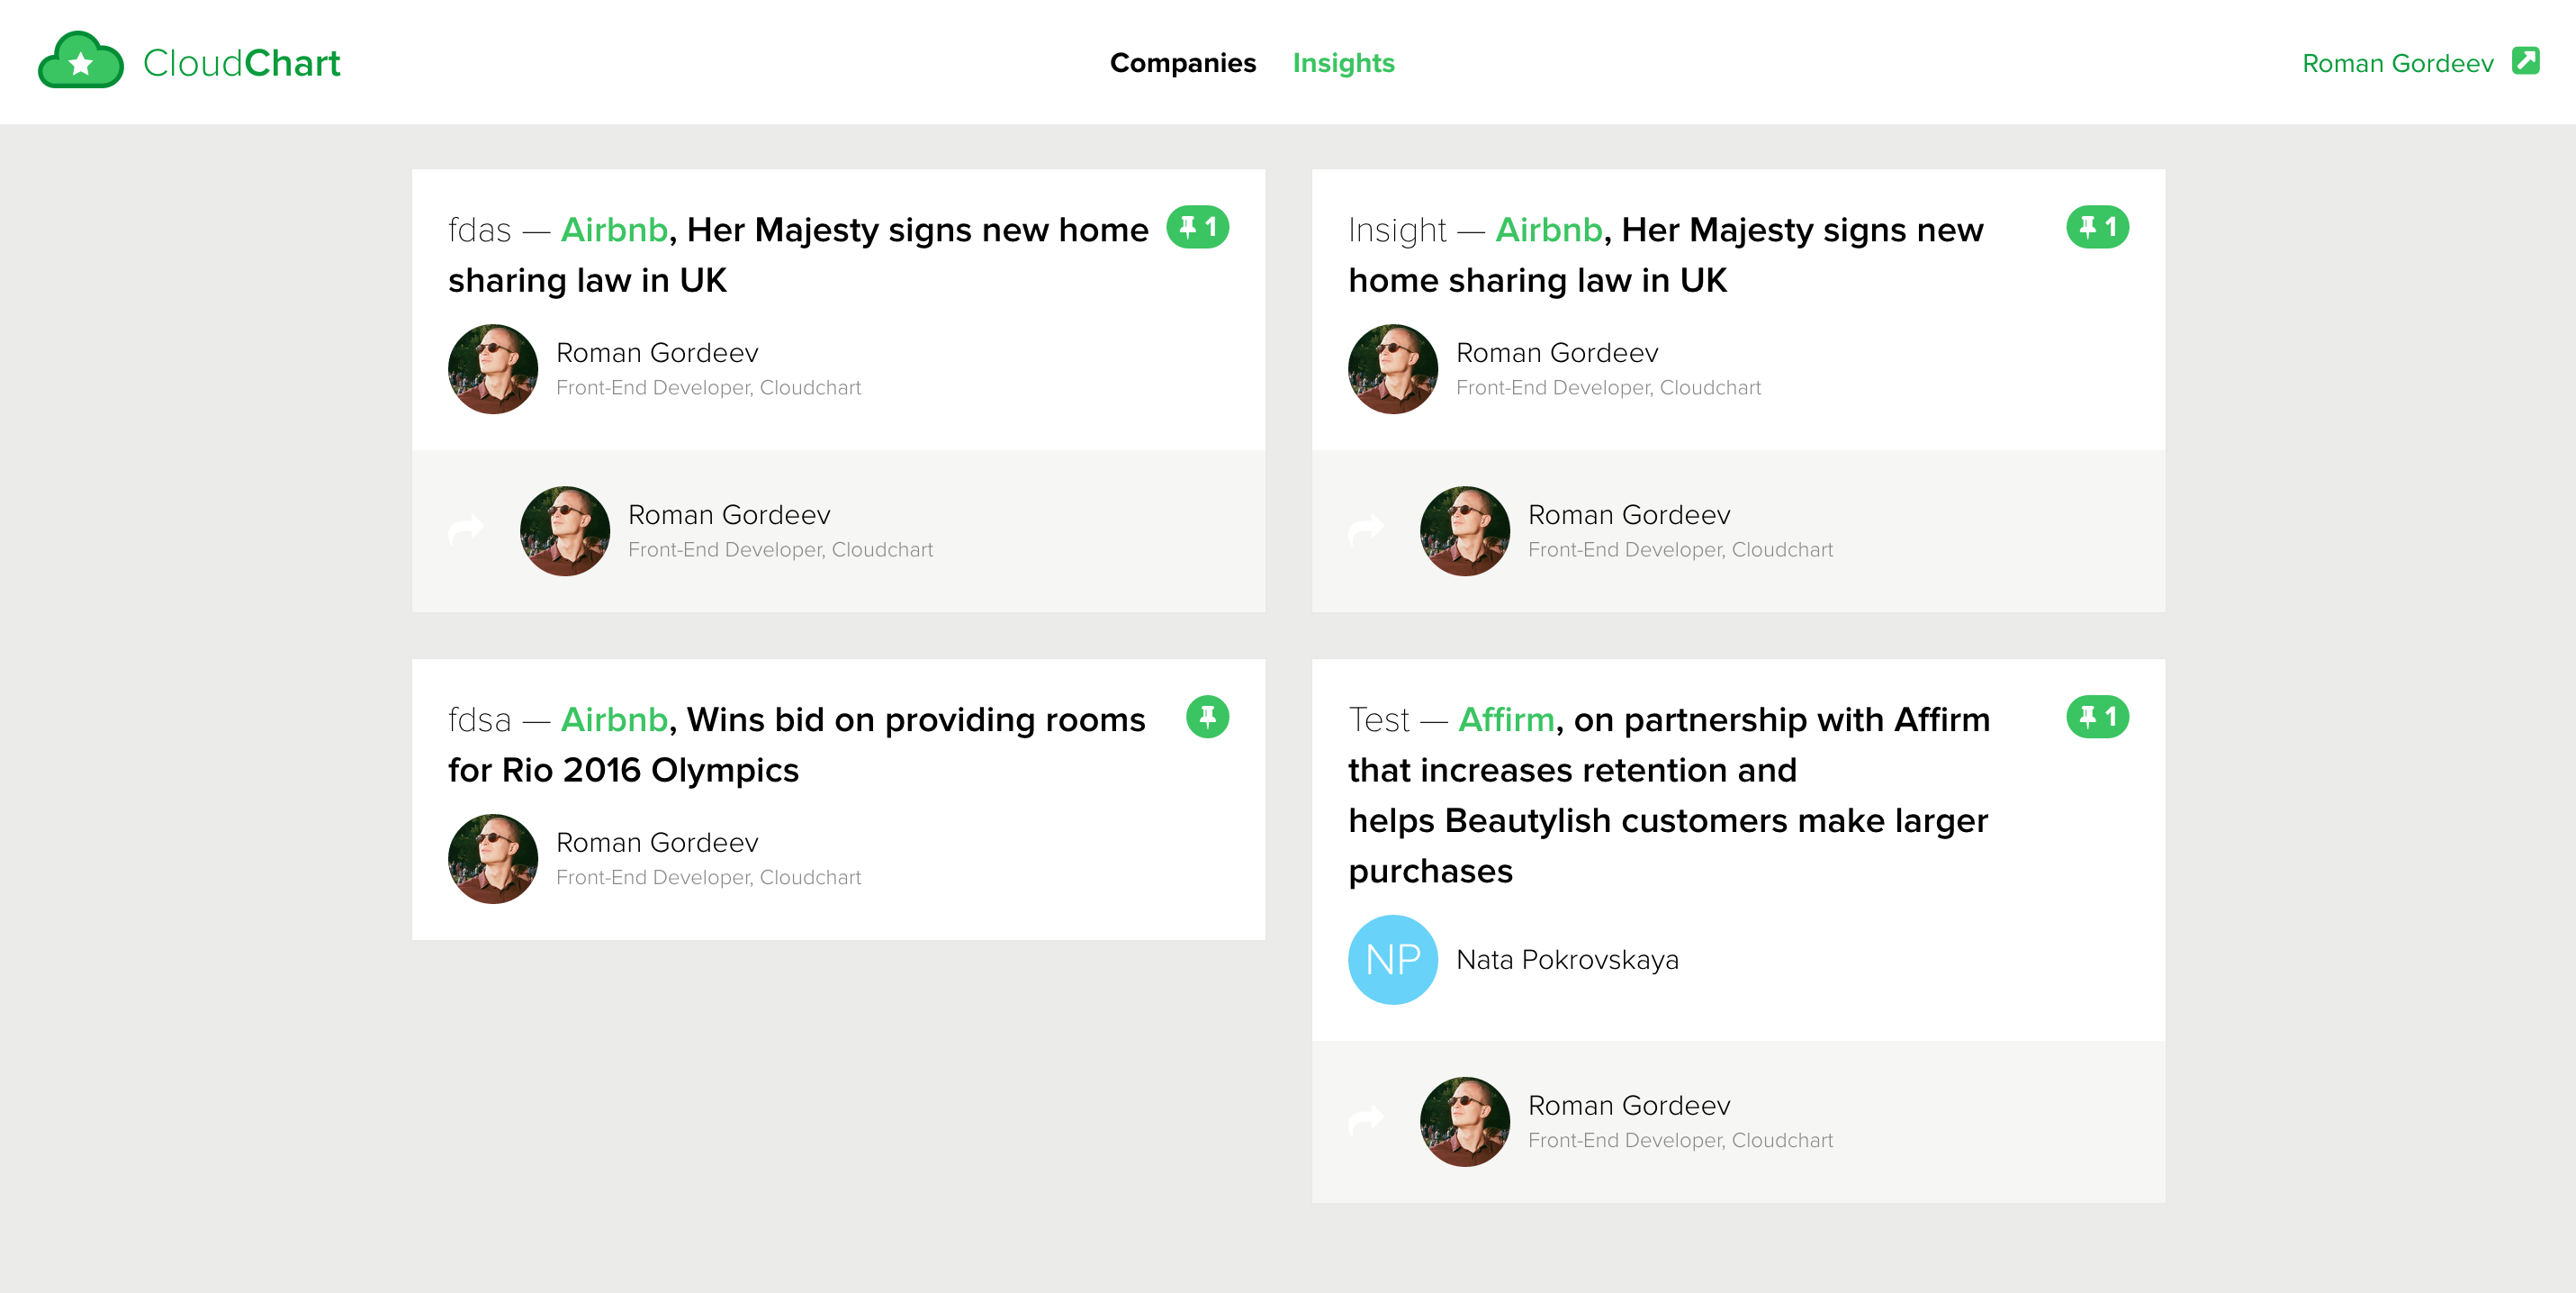 CloudChart
Companies Insights
Roman Gordeev
fdas — Airbnb, Her Majesty signs new home
sharing law in UK
1
Roman Gordeev
Front-End Developer, Cloudchart
Roman Gordeev
Front-End Developer, Cloudchart
Insight — Airbnb, Her Majesty signs new
home sharing law in UK
1
Roman Gordeev
Front-End Developer, Cloudchart
Roman Gordeev
Front-End Developer, Cloudchart
fdsa — Airbnb, Wins bid on providing rooms
for Rio 2016 Olympics
Roman Gordeev
Front-End Developer, Cloudchart
Test — Affirm, on partnership with Affirm
that increases retention and
helps Beautylish customers make larger
purchases
1
NP
Nata Pokrovskaya
Roman Gordeev
Front-End Developer, Cloudchart